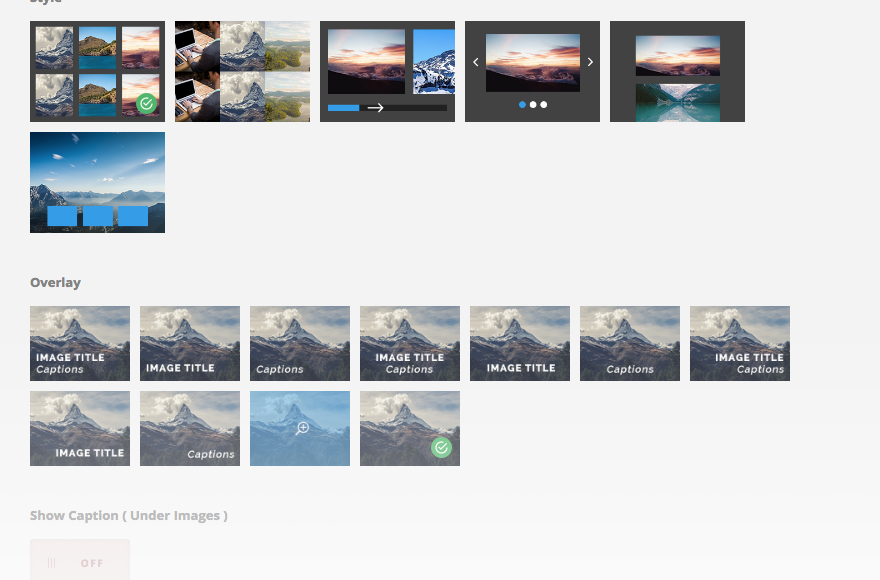 Style
Overlay
IMAGE TITLE
Captions
IMAGE TITLE
Captions
IMAGE TITLE
Captions
IMAGE TITLE
Captions
IMAGE TITLE
Captions
IMAGE TITLE
Captions
Show Caption ( Under Images )
OFF